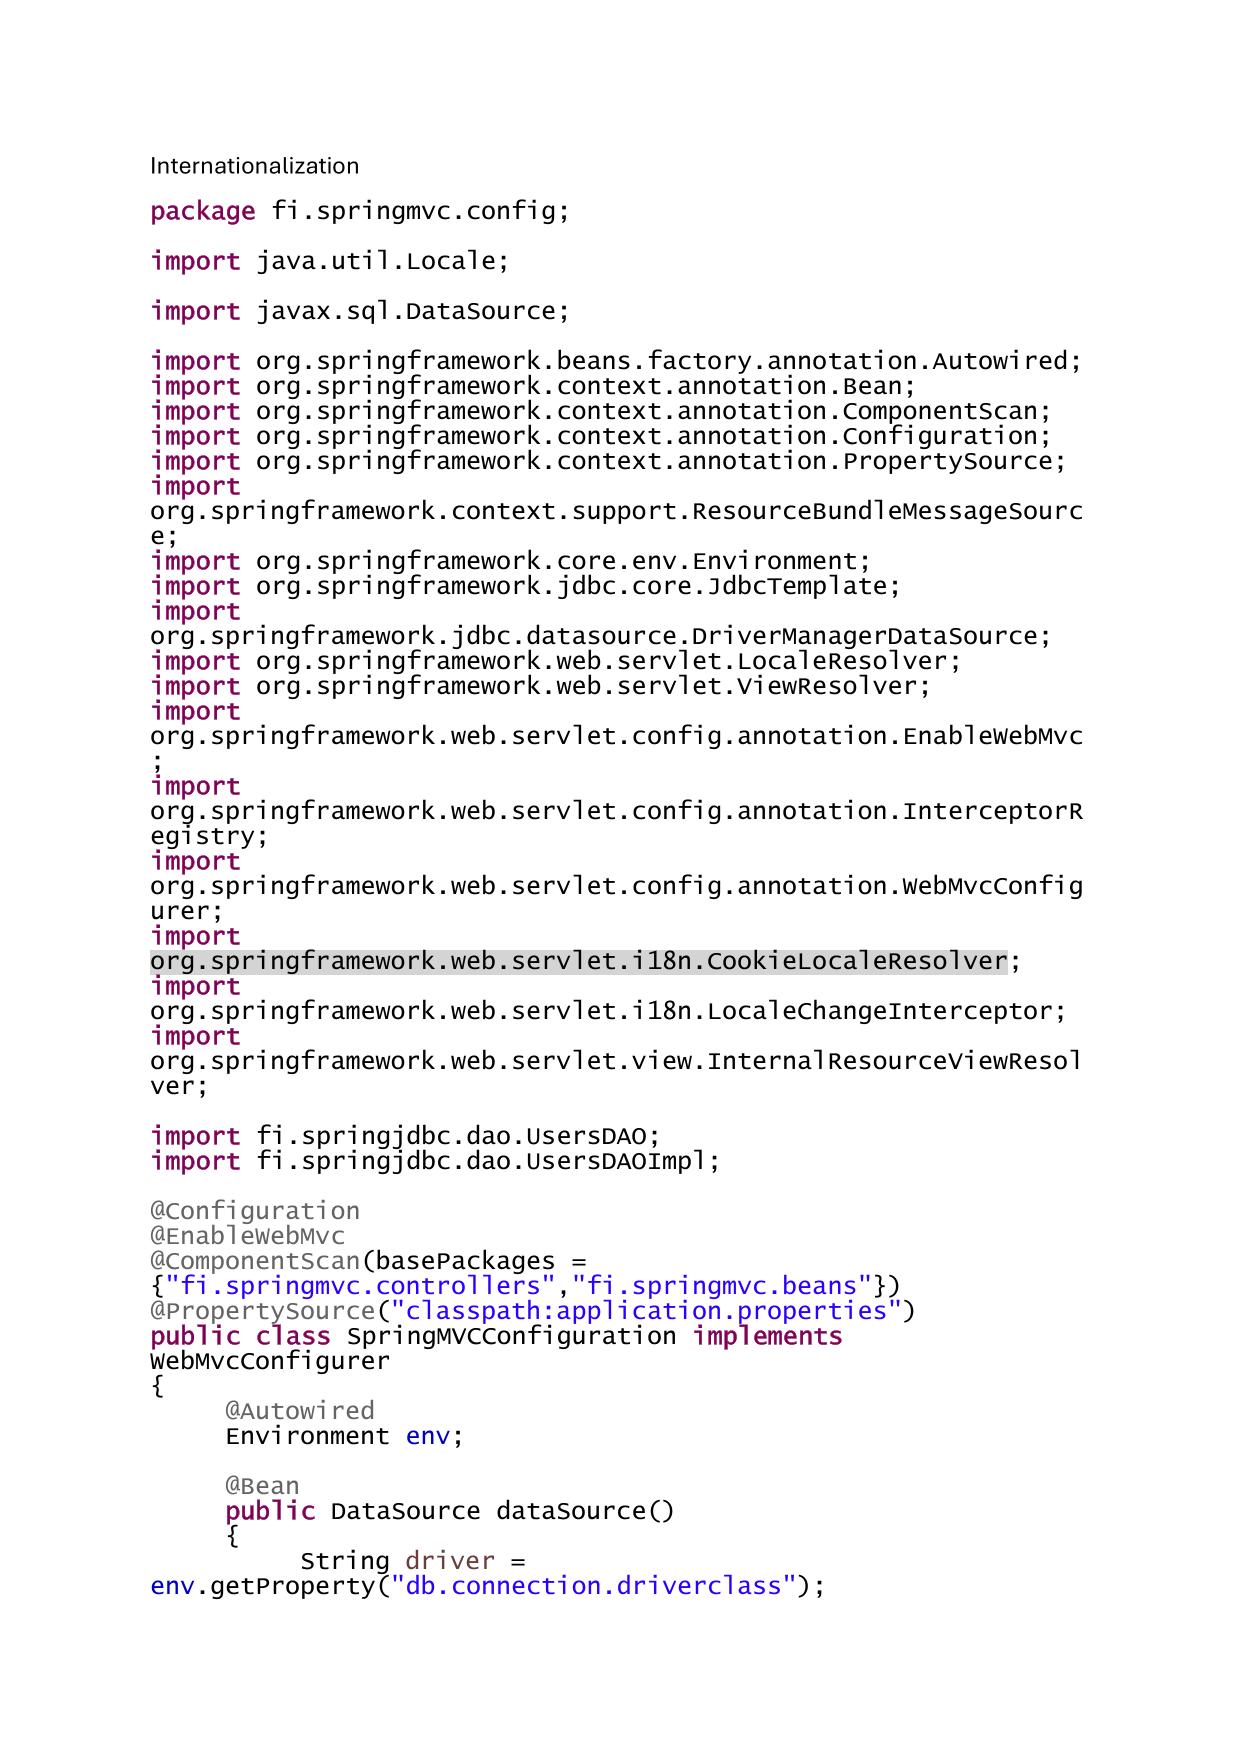 Internationalization
package fi.springmvc.config;
import java.util.Locale;
import javax.sql.DataSource;
import org.springframework.beans.factory.annotation.Autowired;
import org.springframework.context.annotation.Bean;
import org.springframework.context.annotation.ComponentScan;
import org.springframework.context.annotation.Configuration;
import org.springframework.context.annotation.PropertySource;
import
org.springframework.context.support.ResourceBundleMessageSourc
e;
import org.springframework.core.env.Environment;
import org.springframework.jdbc.core.JdbcTemplate;
import
org.springframework.jdbc.datasource.DriverManagerDataSource;
import org.springframework.web.servlet.LocaleResolver;
import org.springframework.web.servlet.ViewResolver;
import
org.springframework.web.servlet.config.annotation.EnableWebMvc
;
import
org.springframework.web.servlet.config.annotation.InterceptorR
egistry;
import
org.springframework.web.servlet.config.annotation.WebMvcConfig
urer;
import
org.springframework.web.servlet.i18n.CookieLocaleResolver;
import
org.springframework.web.servlet.i18n.LocaleChangeInterceptor;
import
org.springframework.web.servlet.view.InternalResourceViewResol
ver;
import fi.springjdbc.dao.UsersDAO;
import fi.springjdbc.dao.UsersDAOImpl;
@Configuration
@EnableWebMvc
@ComponentScan(basePackages =
{"fi.springmvc.controllers","fi.springmvc.beans"})
@PropertySource("classpath:application.properties")
public class SpringMVCConfiguration implements
WebMvcConfigurer
{
@Autowired
Environment env;
@Bean
public DataSource dataSource()
{
String driver =
env.getProperty("db.connection.driverclass");